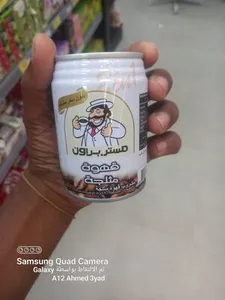 مستر براون
قهوة
مثلجة
Samsung Quad Camera
تم الالتقاط بواسطة Galaxy
A12 Ahmed 3yad